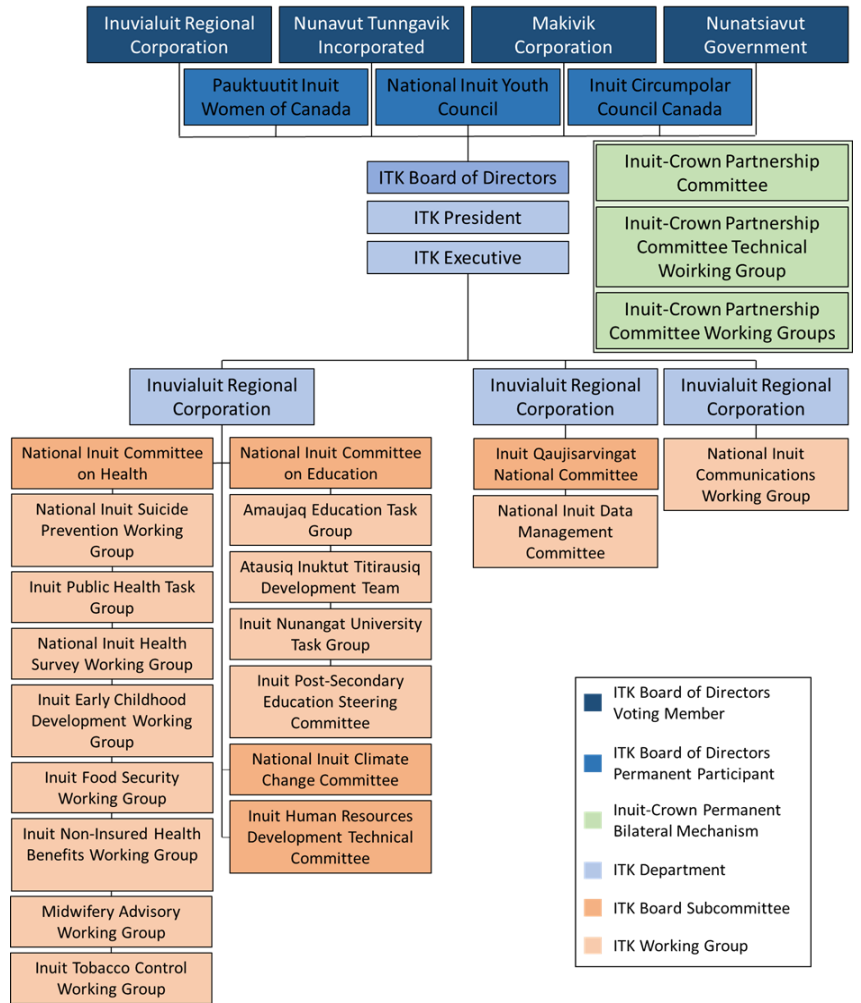 Inuvialuit Regional
Corporation
Nunavut Tunngavik
Incorporated
Makivik
Corporation
Nunatsiavut
Government
Pauktuutit Inuit
Women of Canada
National Inuit Youth
Council
Inuit Circumpolar
Council Canada
ITK Board of Directors
ITK President
ITK Executive
Inuit-Crown Partnership
Committee
Inuit-Crown Partnership
Committee Technical
Woirking Group
Inuit-Crown Partnership
Committee Working Groups
Inuvialuit Regional
Corporation
Inuvialuit Regional
Corporation
Inuvialuit Regional
Corporation
National Inuit Committee
on Health
National Inuit Suicide
Prevention Working
Group
Inuit Public Health Task
Group
National Inuit Health
Survey Working Group
Inuit Early Childhood
Development Working
Group
Inuit Food Security
Working Group
Inuit Non-Insured Health
Benefits Working Group
Midwifery Advisory
Working Group
Inuit Tobacco Control
Working Group
National Inuit Committee
on Education
Amaujaq Education Task
Group
Atausiq Inuktut Titirausiq
Development Team
Inuit Nunangat University
Task Group
Inuit Post-Secondary
Education Steering
Committee
National Inuit Climate
Change Committee
Inuit Human Resources
Development Technical
Committee
Inuit Qaujisarvingat
National Committee
National Inuit Data
Management
Committee
National Inuit
Communications
Working Group
ITK Board of Directors
Voting Member
ITK Board of Directors
Permanent Participant
Inuit-Crown Permanent
Bilateral Mechanism
ITK Department
ITK Board Subcommittee
ITK Working Group